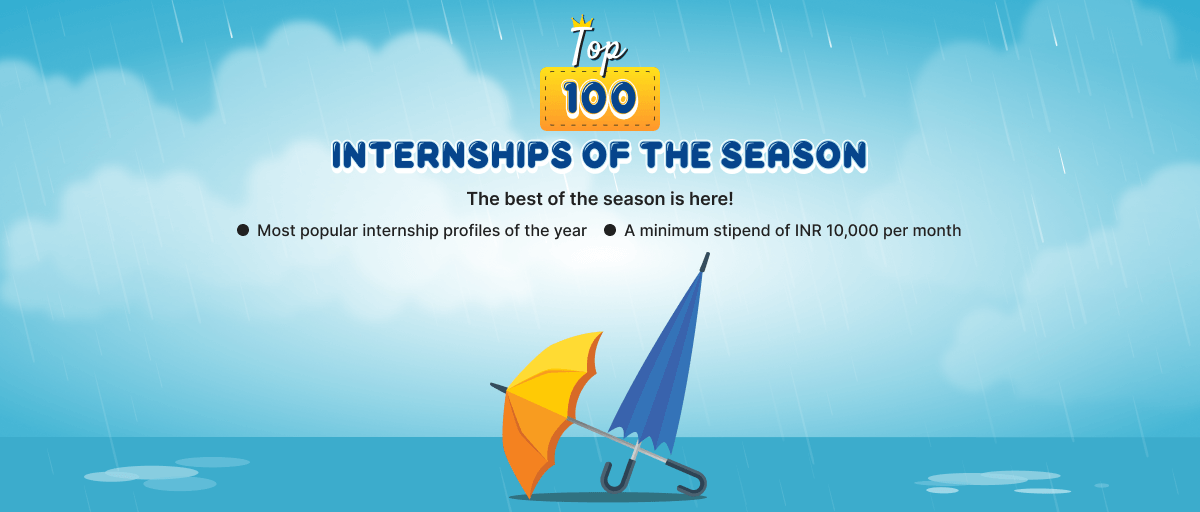 Top
100
INTERNSHIPS OF THE SEASON
The best of the season is here!
● Most popular internship profiles of the year ● A minimum stipend of INR 10,000 per month